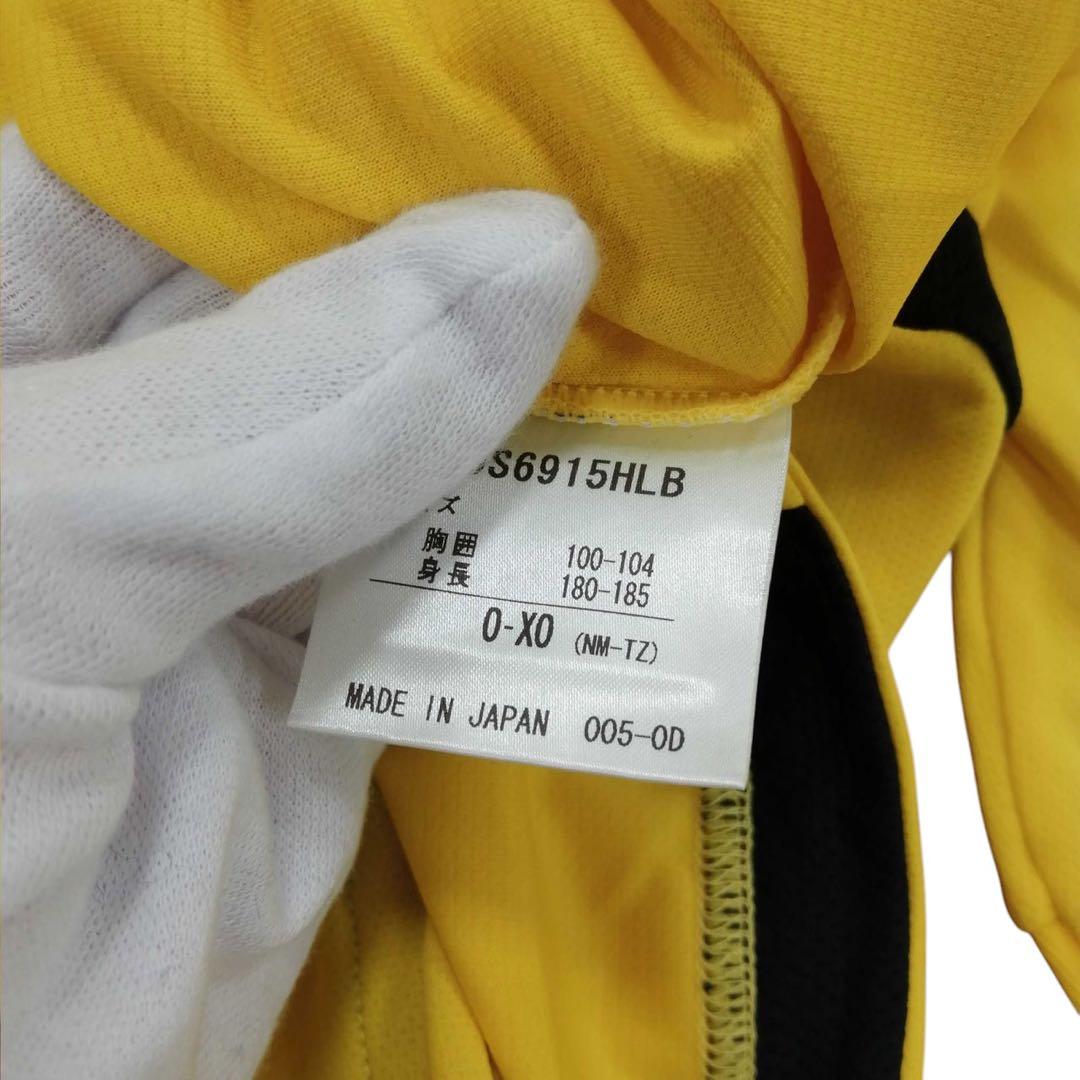 S6915HLB
ズ
胸囲 100-104
身長 180-185
O-XO (NM-TZ)
MADE IN JAPAN 005-OD